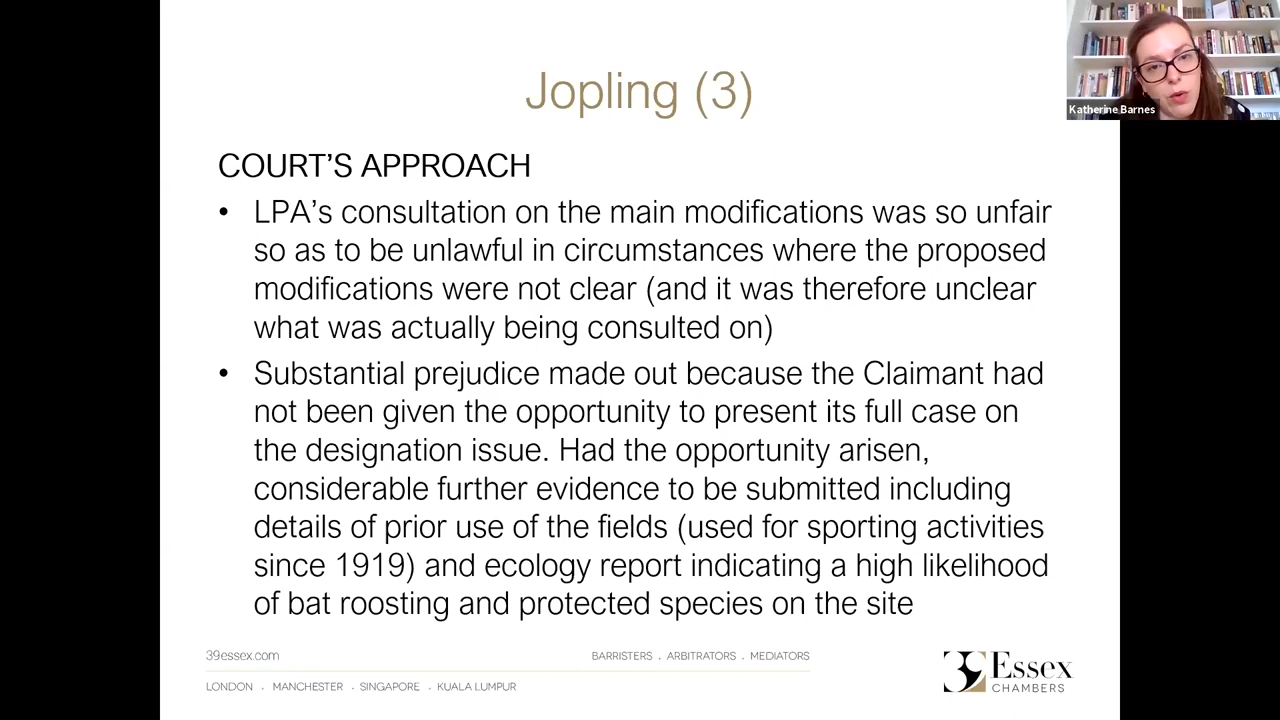 Jopling (3)
Katherine Barnes
COURT'S APPROACH
• LPA's consultation on the main modifications was so unfair
so as to be unlawful in circumstances where the proposed
modifications were not clear (and it was therefore unclear
what was actually being consulted on)
• Substantial prejudice made out because the Claimant had
not been given the opportunity to present its full case on
the designation issue. Had the opportunity arisen,
considerable further evidence to be submitted including
details of prior use of the fields (used for sporting activities
since 1919) and ecology report indicating a high likelihood
of bat roosting and protected species on the site
39essex.com
BARRISTERS . ARBITRATORS . MEDIATORS
LONDON . MANCHESTER . SINGAPORE . KUALA LUMPUR
39 Essex
CHAMBERS